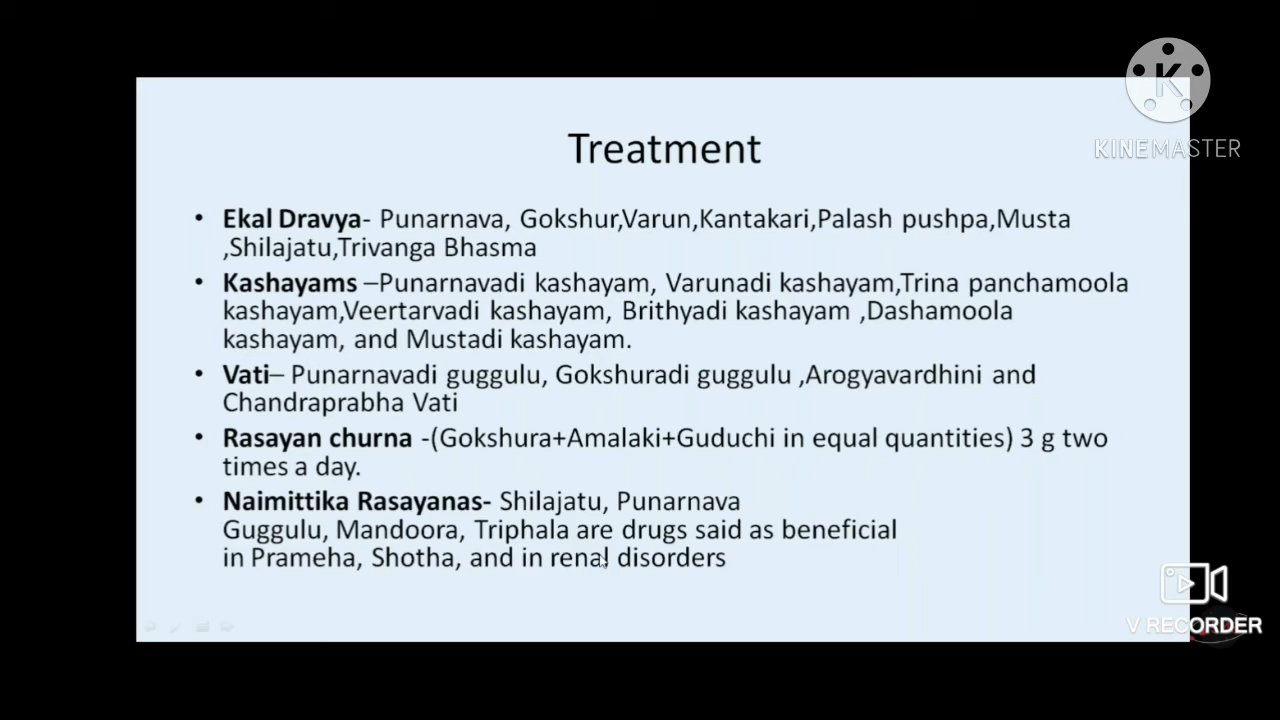 K
KINEMASTER
Treatment
• Ekal Dravya- Punarnava, Gokshur,Varun,Kantakari,Palash pushpa,Musta
,Shilajatu,Trivanga Bhasma
• Kashayams –Punarnavadi kashayam, Varunadi kashayam,Trina panchamoola
kashayam,Veertarvadi kashayam, Brithyadi kashayam ,Dashamoola
kashayam, and Mustadi kashayam.
• Vati– Punarnavadi guggulu, Gokshuradi guggulu ,Arogyavardhini and
Chandraprabha Vati
• Rasayan churna -(Gokshura+Amalaki+Guduchi in equal quantities) 3 g two
times a day.
• Naimittika Rasayanas- Shilajatu, Punarnava
Guggulu, Mandoora, Triphala are drugs said as beneficial
in Prameha, Shotha, and in renal disorders
V RECORDER